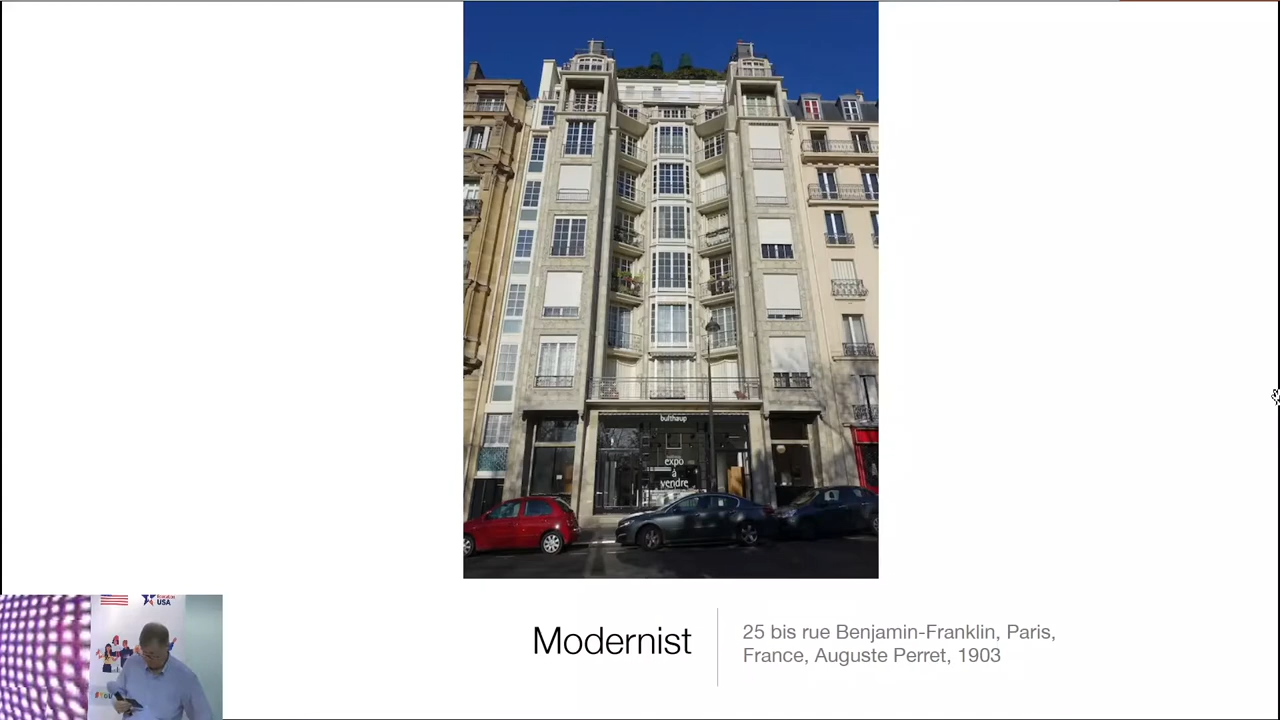 bulthaup
expo
à
vendre
Modernist
25 bis rue Benjamin-Franklin, Paris,
France, Auguste Perret, 1903
USA